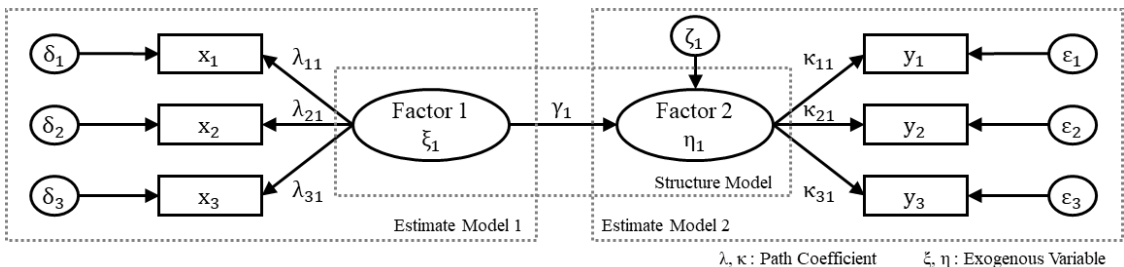 δ1 x1 λ11
δ2 x2 λ21
δ3 x3 λ31
Factor 1
ξ1
γ1
ζ1
Factor 2
η1
κ11 y1 ε1
κ21 y2 ε2
κ31 y3 ε3
Structure Model
Estimate Model 1
Estimate Model 2
λ, κ : Path Coefficient ξ, η : Exogenous Variable